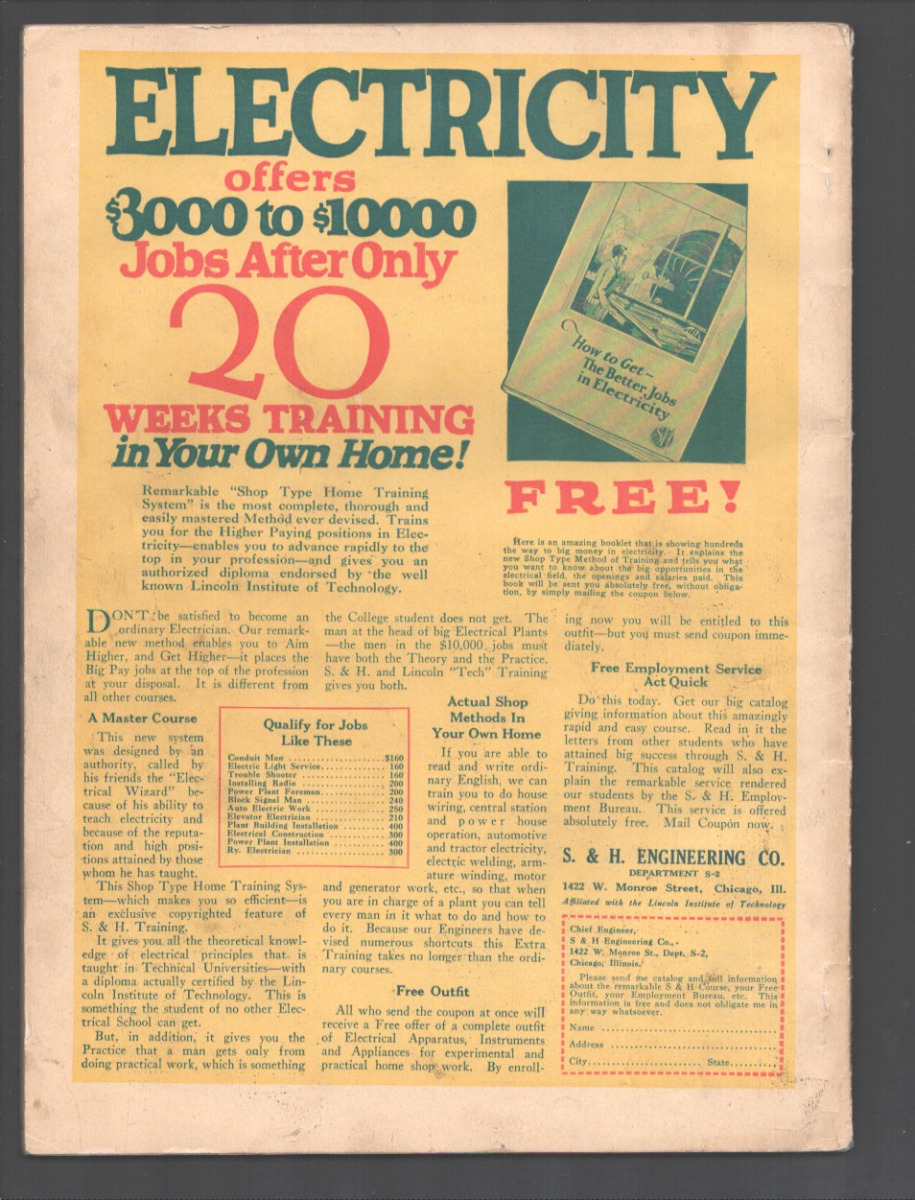 ELECTRICITY
offers
$3000 to $10000
Jobs After Only
20
WEEKS TRAINING
in Your Own Home!
Remarkable "Shop Type Home Training
System" is the most complete, thorough and
easily mastered Method ever devised. Trains
you for the Higher Paying positions in Elec-
tricity—enables you to advance rapidly to the
top in your profession—and gives you an
authorized diploma endorsed by the well
known Lincoln Institute of Technology.
How to Get—
The Better Jobs
in Electricity
FREE!
Here is an amazing booklet that is showing hundreds
the way to big money in electricity. It explains the
new Shop Type Method of Training and tells you what
you want to know about the big opportunities in the
electrical field, the openings and salaries paid. This
book will be sent you absolutely free, without obliga-
tion, by simply mailing the coupon below.
DON'T be satisfied to become an
ordinary Electrician. Our remark-
able new method enables you to Aim
Higher, and Get Higher—it places the
Big Pay jobs at the top of the profession
at your disposal. It is different from
all other courses.
A Master Course
This new system
was designed by an
authority, called by
his friends the "Elec-
trical Wizard" be-
cause of his ability to
teach electricity and
because of the reputa-
tion and high posi-
tions attained by those
whom he has taught.
This Shop Type Home Training Sys-
tem—which makes you so efficient—is
an exclusive copyrighted feature of
S. & H. Training.
It gives you all the theoretical knowl-
edge of electrical principles that is
taught in Technical Universities—with
a diploma actually certified by the Lin-
coln Institute of Technology. This is
something the student of no other Elec-
trical School can get.
But, in addition, it gives you the
Practice that a man gets only from
doing practical work, which is something
Qualify for Jobs
Like These
Conduit Man ........................ $160
Electric Light Service .............. 160
Trouble Shooter ..................... 160
Installing Radio .................... 200
Power Plant Foreman ................. 200
Block Signal Man .................... 240
Auto Electric Work .................. 250
Elevator Electrician ................ 210
Plant Building Installation ......... 400
Electrical Construction ............. 300
Power Plant Installation ............ 400
Ry. Electrician ..................... 300
the College student does not get. The
man at the head of big Electrical Plants
—the men in the $10,000 jobs must
have both the Theory and the Practice.
S. & H. and Lincoln "Tech" Training
gives you both.
Actual Shop
Methods In
Your Own Home
If you are able to
read and write ordi-
nary English, we can
train you to do house
wiring, central station
and power house
operation, automotive
and tractor electricity,
electric welding, arm-
ature winding, motor
and generator work, etc., so that when
you are in charge of a plant you can tell
every man in it what to do and how to
do it. Because our Engineers have de-
vised numerous shortcuts this Extra
Training takes no longer than the ordi-
nary courses.
Free Outfit
All who send the coupon at once will
receive a Free offer of a complete outfit
of Electrical Apparatus, Instruments
and Appliances for experimental and
practical home shop work. By enroll-
ing now you will be entitled to this
outfit—but you must send coupon imme-
diately.
Free Employment Service
Act Quick
Do this today. Get our big catalog
giving information about this amazingly
rapid and easy course. Read in it the
letters from other students who have
attained big success through S. & H.
Training. This catalog will also ex-
plain the remarkable service rendered
our students by the S. & H. Employ-
ment Bureau. This service is offered
absolutely free. Mail Coupon now.
S. & H. ENGINEERING CO.
DEPARTMENT S-2
1422 W. Monroe Street, Chicago, Ill.
Affiliated with the Lincoln Institute of Technology
Chief Engineer,
S & H Engineering Co.,
1422 W. Monroe St., Dept. S-2,
Chicago, Illinois.
Please send me catalog and full information
about the remarkable S & H Course, your Free
Outfit, your Employment Bureau, etc. This
information is free and does not obligate me in
any way whatsoever.
Name ........................................
Address .....................................
City.................... State...............